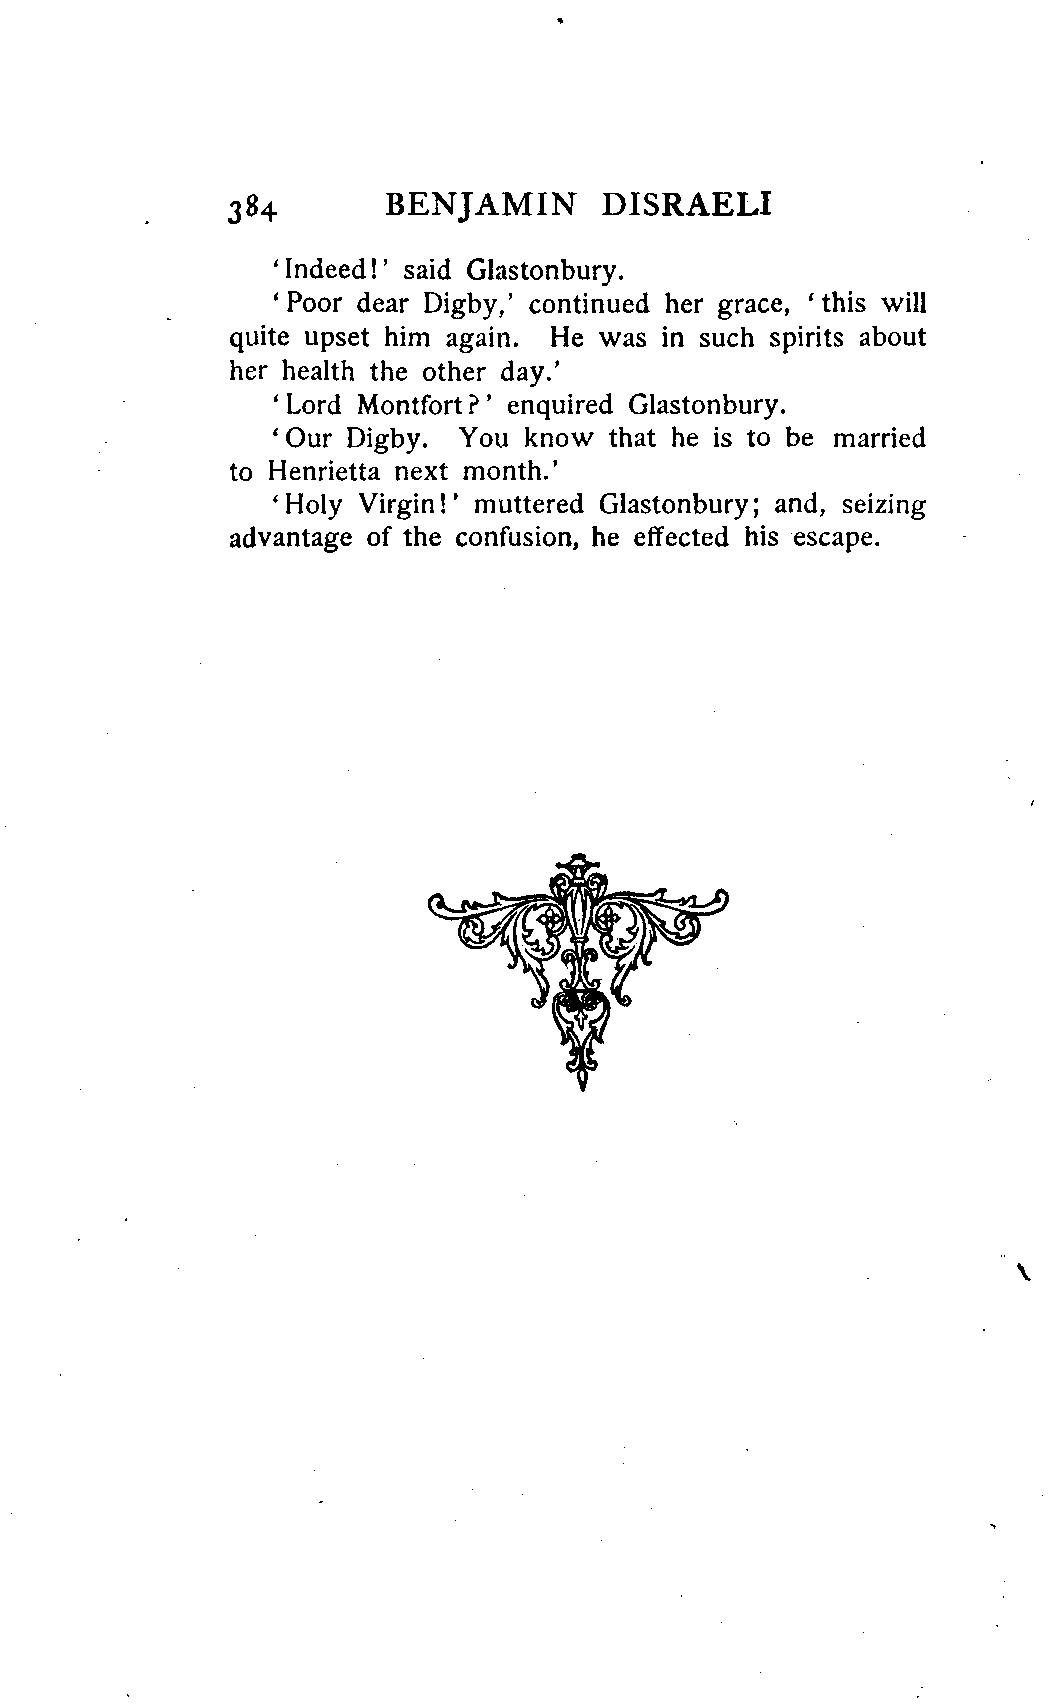 384 BENJAMIN DISRAELI
'Indeed!' said Glastonbury.
'Poor dear Digby,' continued her grace, 'this will
quite upset him again. He was in such spirits about
her health the other day.'
'Lord Montfort?' enquired Glastonbury.
'Our Digby. You know that he is to be married
to Henrietta next month.'
'Holy Virgin!' muttered Glastonbury; and, seizing
advantage of the confusion, he effected his escape.